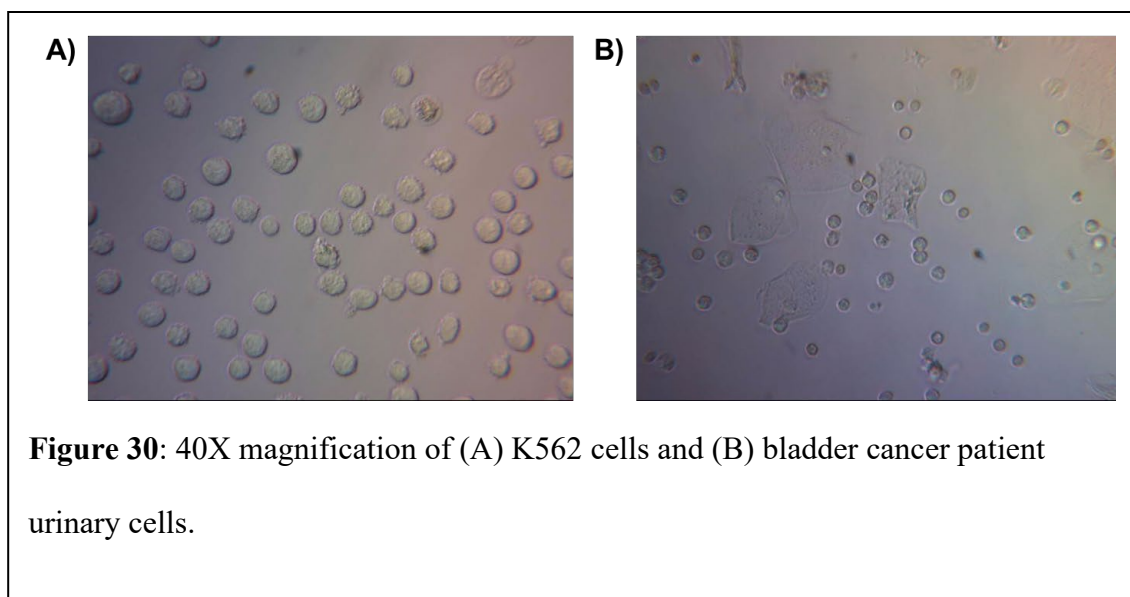 A)
B)
Figure 30: 40X magnification of (A) K562 cells and (B) bladder cancer patient
urinary cells.